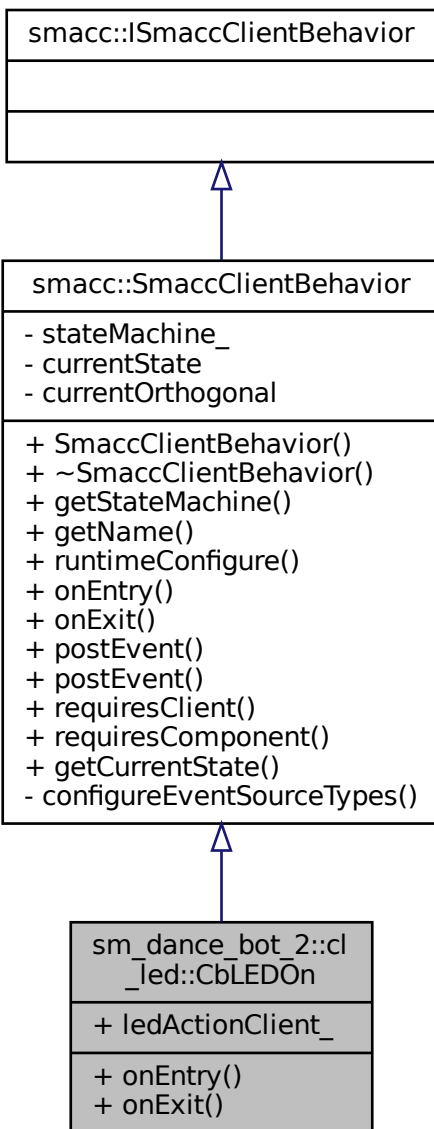 smacc::ISmaccClientBehavior
smacc::SmaccClientBehavior
- stateMachine_
- currentState
- currentOrthogonal
+ SmaccClientBehavior()
+ ~SmaccClientBehavior()
+ getStateMachine()
+ getName()
+ runtimeConfigure()
+ onEntry()
+ onExit()
+ postEvent()
+ postEvent()
+ requiresClient()
+ requiresComponent()
+ getCurrentState()
- configureEventSourceTypes()
sm_dance_bot_2::cl
_led::CbLEDOn
+ ledActionClient_
+ onEntry()
+ onExit()